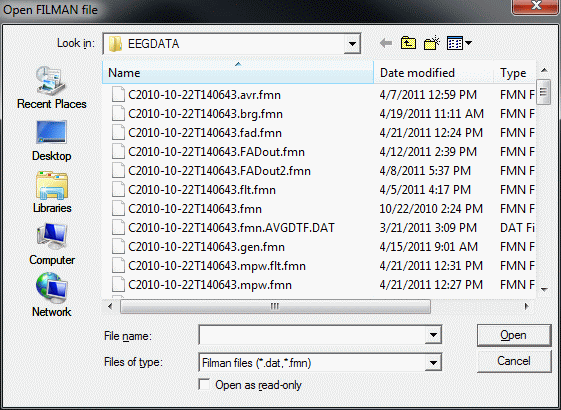 Open FILMAN file
Look in: EEGDATA
Name Date modified Type
C2010-10-22T140643.avr.fmn 4/7/2011 12:59 PM FMN F
C2010-10-22T140643.brg.fmn 4/19/2011 11:11 AM FMN F
C2010-10-22T140643.fad.fmn 4/21/2011 12:24 PM FMN F
C2010-10-22T140643.FADout.fmn 4/12/2011 2:39 PM FMN F
C2010-10-22T140643.FADout2.fmn 4/8/2011 5:37 PM FMN F
C2010-10-22T140643.flt.fmn 4/5/2011 4:17 PM FMN F
C2010-10-22T140643.fmn 10/22/2010 2:24 PM FMN F
C2010-10-22T140643.fmn.AVGDTF.DAT 3/21/2011 3:09 PM DAT Fi
C2010-10-22T140643.gen.fmn 4/15/2011 9:01 AM FMN F
C2010-10-22T140643.mpw.flt.fmn 4/21/2011 12:31 PM FMN F
C2010-10-22T140643.mpw.fmn 4/21/2011 12:27 PM FMN F
Recent Places
Desktop
Libraries
Computer
Network
File name: Open
Files of type: Filman files (*.dat,*.fmn) Cancel
Open as read-only